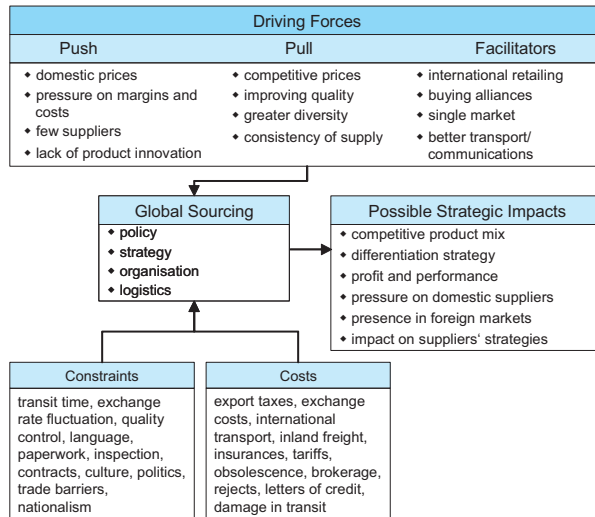 Driving Forces
Push
◆ domestic prices
◆ pressure on margins and
costs
◆ few suppliers
◆ lack of product innovation
Pull
◆ competitive prices
◆ improving quality
◆ greater diversity
◆ consistency of supply
Facilitators
◆ international retailing
◆ buying alliances
◆ single market
◆ better transport/
communications
Global Sourcing
◆ policy
◆ strategy
◆ organisation
◆ logistics
Possible Strategic Impacts
◆ competitive product mix
◆ differentiation strategy
◆ profit and performance
◆ pressure on domestic suppliers
◆ presence in foreign markets
◆ impact on suppliers‘ strategies
Constraints
transit time, exchange
rate fluctuation, quality
control, language,
paperwork, inspection,
contracts, culture, politics,
trade barriers,
nationalism
Costs
export taxes, exchange
costs, international
transport, inland freight,
insurances, tariffs,
obsolescence, brokerage,
rejects, letters of credit,
damage in transit